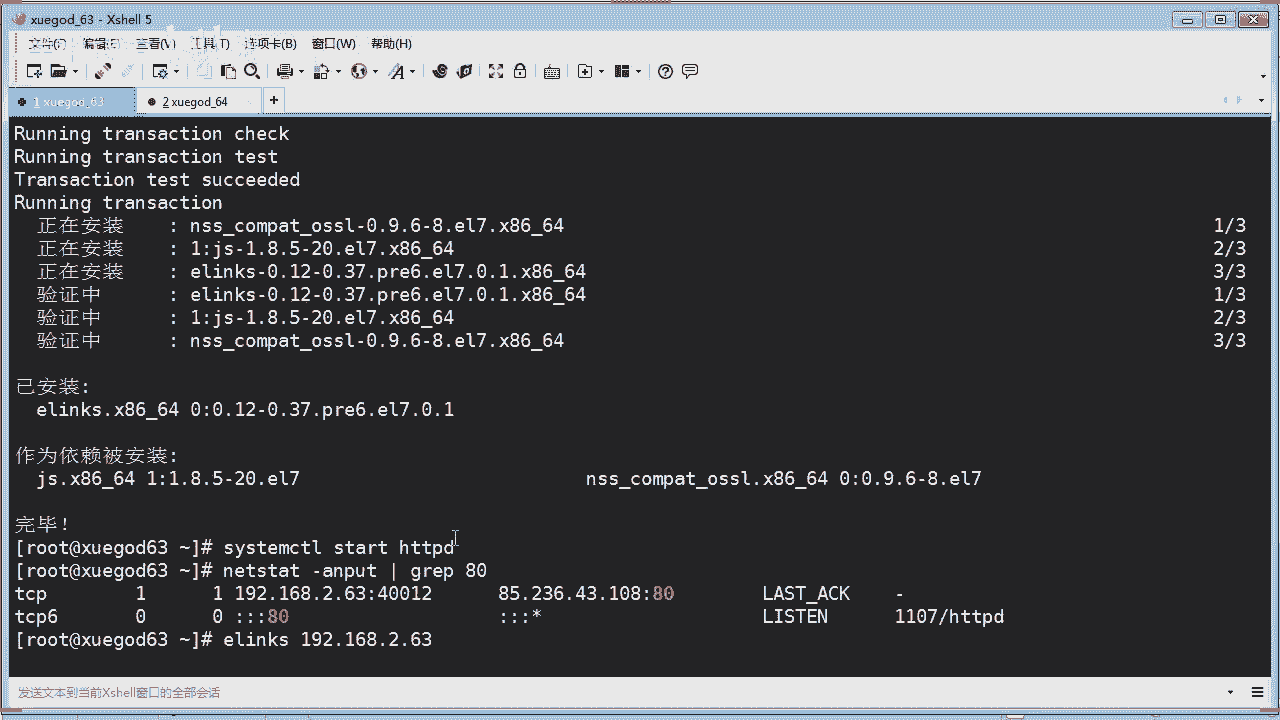 xuegod_63 - Xshell 5
文件(F) 编辑(E) 查看(V) 工具(T) 选项卡(B) 窗口(W) 帮助(H)
1 xuegod_63 2 xuegod_64 +
Running transaction check
Running transaction test
Transaction test succeeded
Running transaction
正在安装 : nss_compat_ossl-0.9.6-8.el7.x86_64 1/3
正在安装 : 1:js-1.8.5-20.el7.x86_64 2/3
正在安装 : elinks-0.12-0.37.pre6.el7.0.1.x86_64 3/3
验证中 : elinks-0.12-0.37.pre6.el7.0.1.x86_64 1/3
验证中 : 1:js-1.8.5-20.el7.x86_64 2/3
验证中 : nss_compat_ossl-0.9.6-8.el7.x86_64 3/3
已安装:
elinks.x86_64 0:0.12-0.37.pre6.el7.0.1
作为依赖被安装:
js.x86_64 1:1.8.5-20.el7 nss_compat_ossl.x86_64 0:0.9.6-8.el7
完毕！
[root@xuegod63 ~]# systemctl start httpd
[root@xuegod63 ~]# netstat -anput | grep 80
tcp 1 1 192.168.2.63:40012 85.236.43.108:80 LAST_ACK -
tcp6 0 0 :::80 :::* LISTEN 1107/httpd
[root@xuegod63 ~]# elinks 192.168.2.63
发送文本到当前Xshell窗口的全部会话